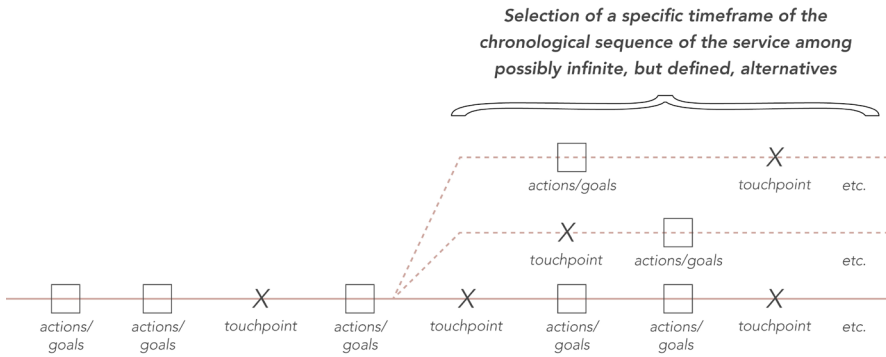 Selection of a specific timeframe of the
chronological sequence of the service among
possibly infinite, but defined, alternatives
X
actions/goals touchpoint etc.
X
touchpoint actions/goals etc.
X X X
actions/ actions/ touchpoint actions/ touchpoint actions/ actions/ touchpoint etc.
goals goals goals goals goals